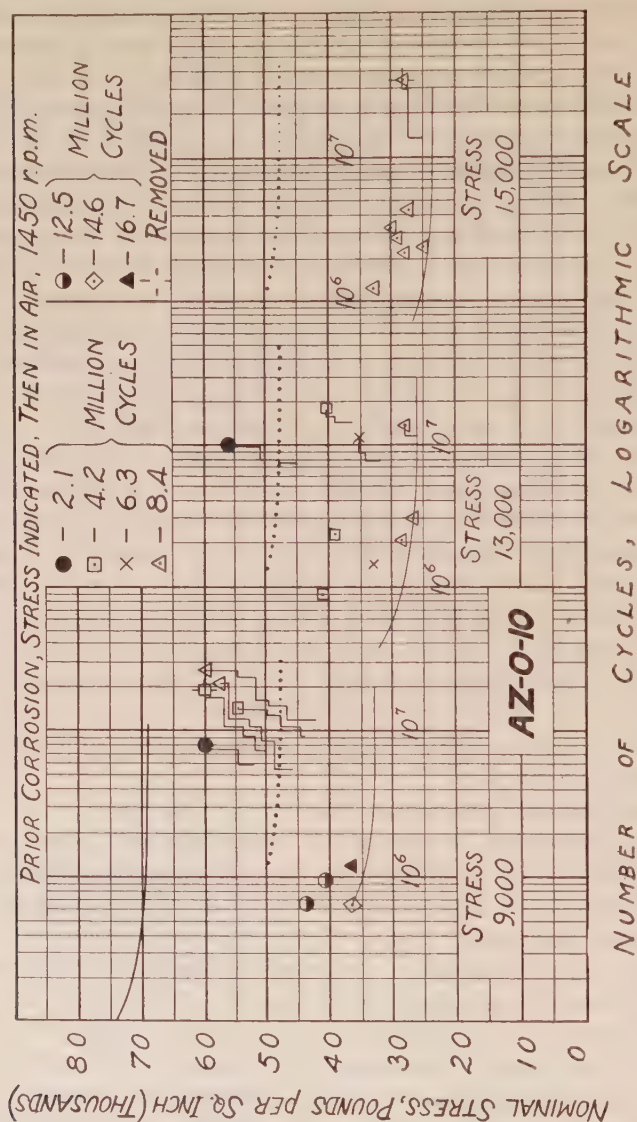 PRIOR CORROSION, STRESS INDICATED, THEN IN AIR, 1450 r.p.m.
- 2.1
- 4.2
- 6.3
- 8.4
MILLION
CYCLES
- 12.5
- 14.6
- 16.7
MILLION
CYCLES
REMOVED
80
70
60
50
40
30
20
10
0
10⁶
10⁷
10⁶
10⁷
10⁶
10⁷
STRESS
9,000
STRESS
13,000
STRESS
15,000
AZ-0-10
NOMINAL STRESS, POUNDS PER SQ. INCH (THOUSANDS)
NUMBER OF CYCLES, LOGARITHMIC SCALE